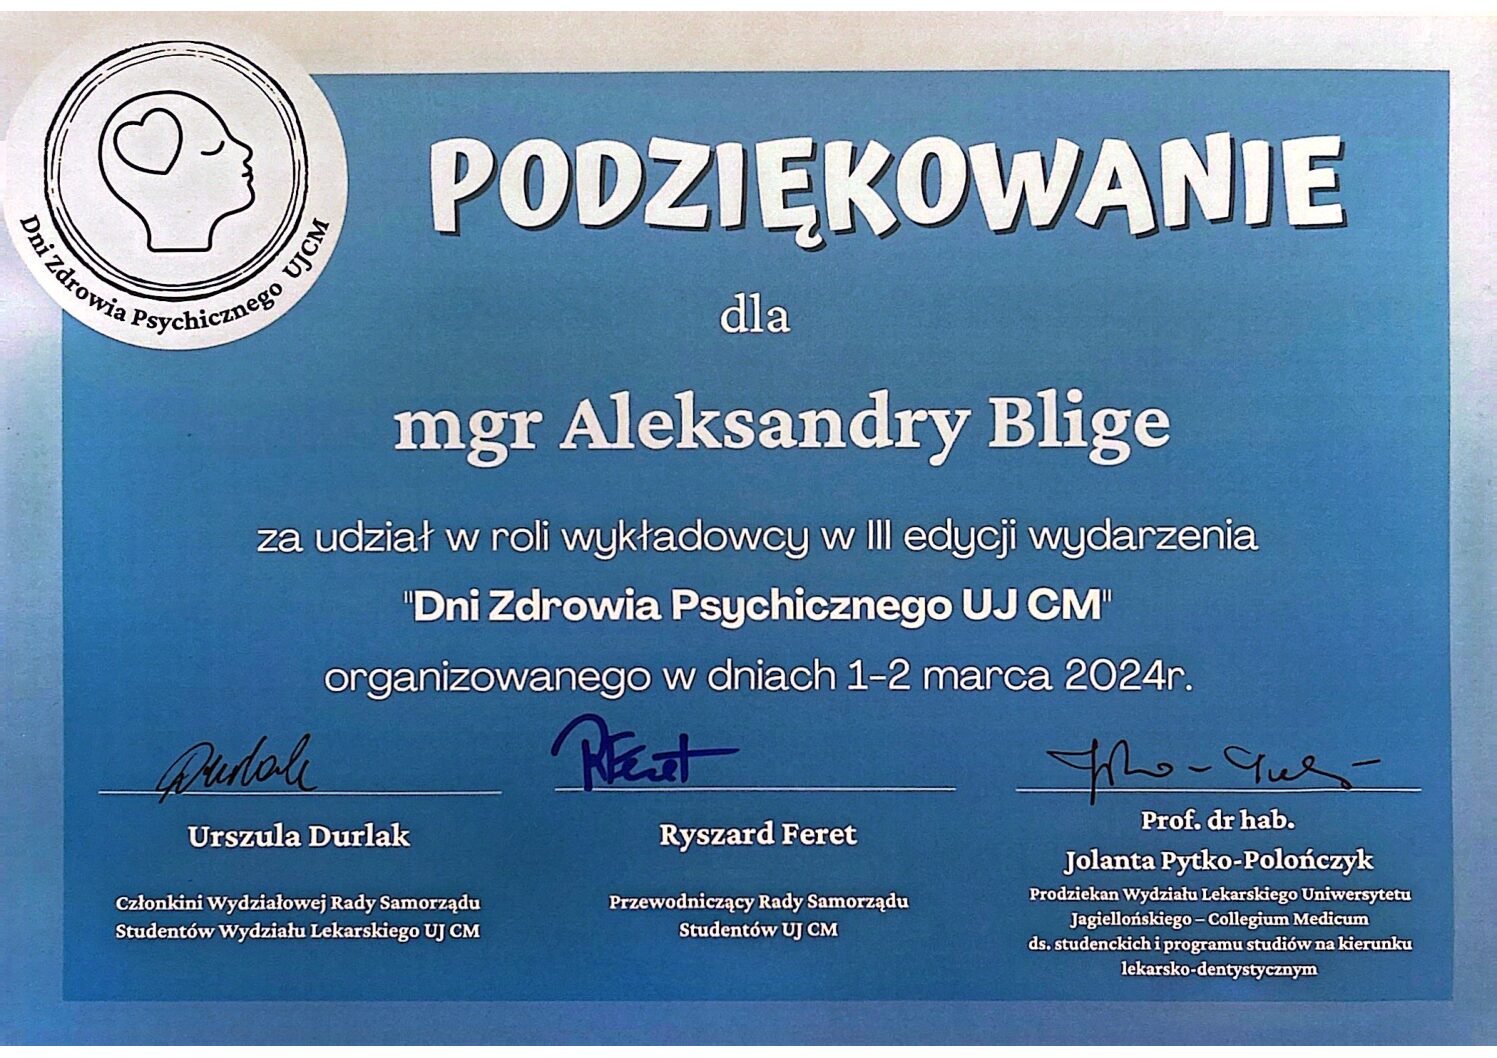 Dni Zdrowia Psychicznego UJCM
PODZIĘKOWANIE
dla
mgr Aleksandry Blige
za udział w roli wykładowcy w III edycji wydarzenia
"Dni Zdrowia Psychicznego UJ CM"
organizowanego w dniach 1-2 marca 2024r.
Durlak
RFeret
Urszula Durlak
Członkini Wydziałowej Rady Samorządu
Studentów Wydziału Lekarskiego UJ CM
Ryszard Feret
Przewodniczący Rady Samorządu
Studentów UJ CM
Prof. dr hab.
Jolanta Pytko-Polończyk
Prodziekan Wydziału Lekarskiego Uniwersytetu
Jagiellońskiego – Collegium Medicum
ds. studenckich i programu studiów na kierunku
lekarsko-dentystycznym